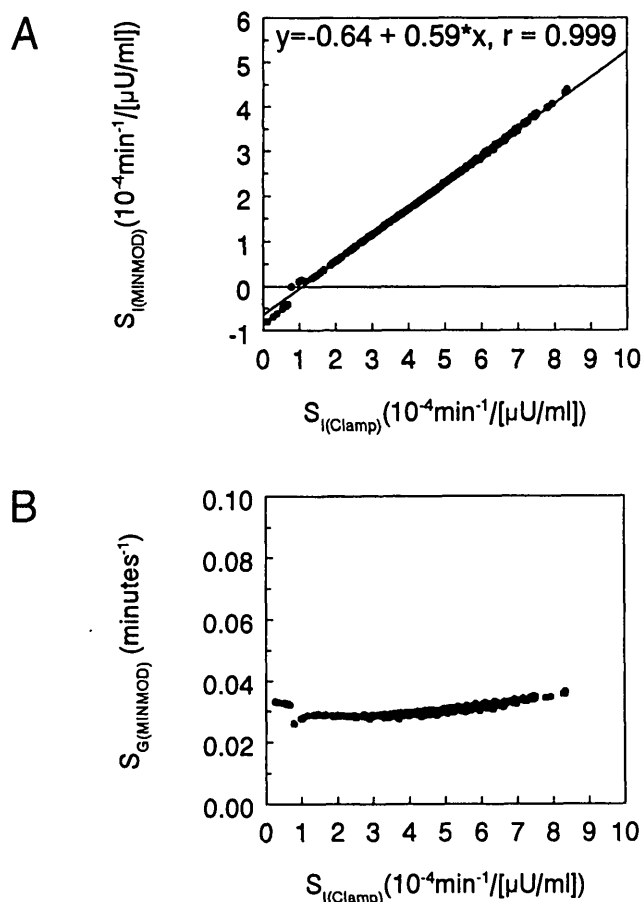 A
y=-0.64 + 0.59*x, r = 0.999
S_I(MINMOD)(10^-4min^-1/[µU/ml])
6
5
4
3
2
1
0
-1
0 1 2 3 4 5 6 7 8 9 10
S_I(Clamp)(10^-4min^-1/[µU/ml])
B
S_G(MINMOD) (minutes^-1)
0.10
0.08
0.06
0.04
0.02
0.00
0 1 2 3 4 5 6 7 8 9 10
S_I(Clamp)(10^-4min^-1/[µU/ml])